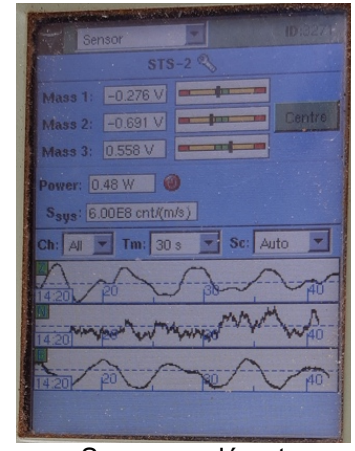 Sensor ID:3271
STS-2
Mass 1: -0.276 V
Mass 2: -0.691 V Centre
Mass 3: 0.558 V
Power: 0.48 W
Ssys: 6.00E8 cnt/(m/s)
Ch: All Tm: 30 s Sc: Auto
14:20 20 30 40
14:20 20 30 40
14:20 20 30 40